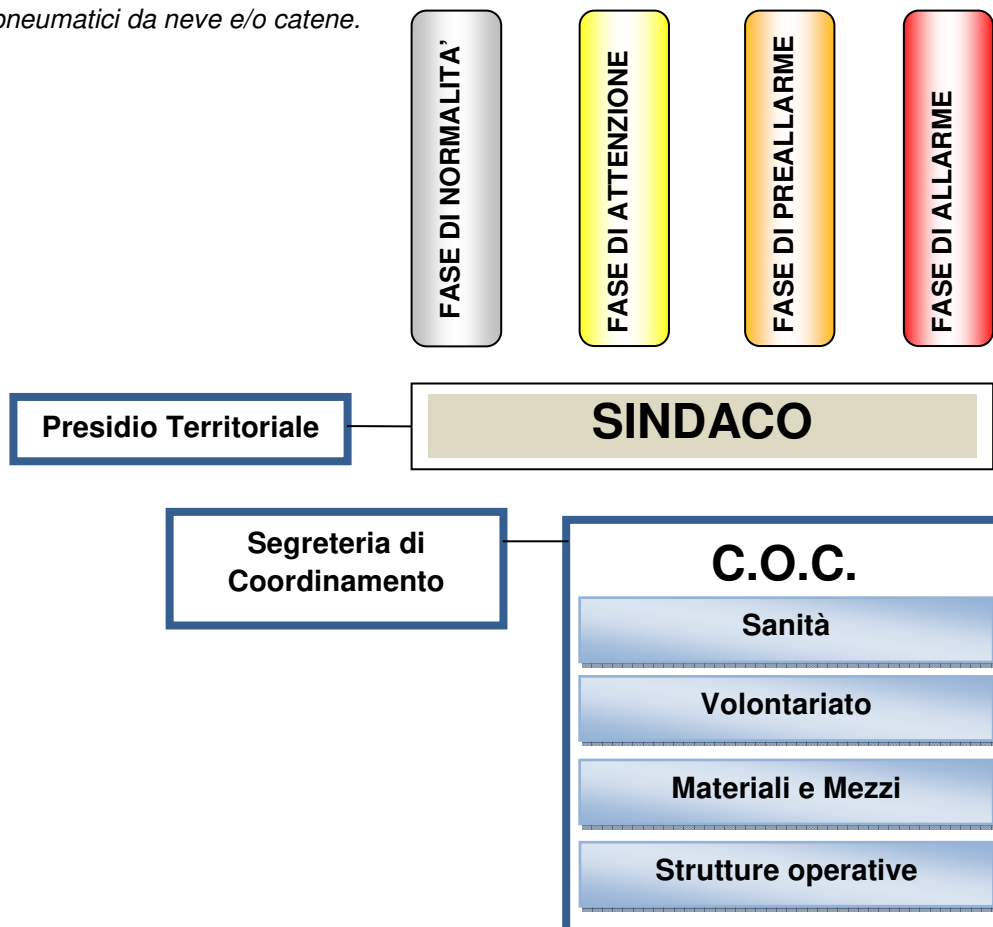 pneumatici da neve e/o catene.
FASE DI NORMALITA’
FASE DI ATTENZIONE
FASE DI PREALLARME
FASE DI ALLARME
Presidio Territoriale
SINDACO
Segreteria di
Coordinamento
C.O.C.
Sanità
Volontariato
Materiali e Mezzi
Strutture operative